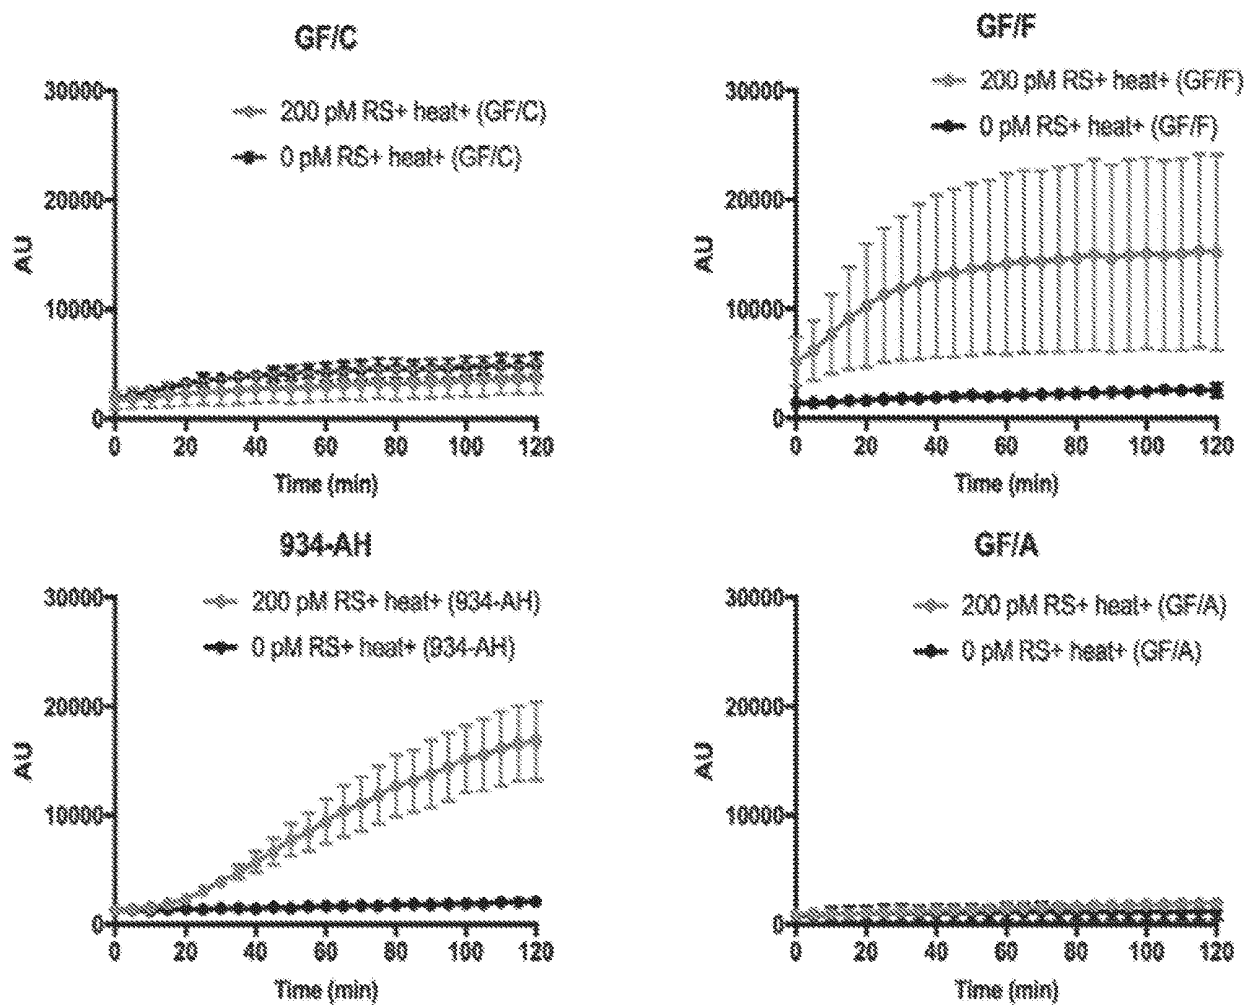 GF/C
30000
20000
10000
0
AU
200 pM RS+ heat+ (GF/C)
0 pM RS+ heat+ (GF/C)
0 20 40 60 80 100 120
Time (min)
GF/F
30000
20000
10000
0
AU
200 pM RS+ heat+ (GF/F)
0 pM RS+ heat+ (GF/F)
0 20 40 60 80 100 120
Time (min)
934-AH
30000
20000
10000
0
AU
200 pM RS+ heat+ (934-AH)
0 pM RS+ heat+ (934-AH)
0 20 40 60 80 100 120
Time (min)
GF/A
30000
20000
10000
0
AU
200 pM RS+ heat+ (GF/A)
0 pM RS+ heat+ (GF/A)
0 20 40 60 80 100 120
Time (min)